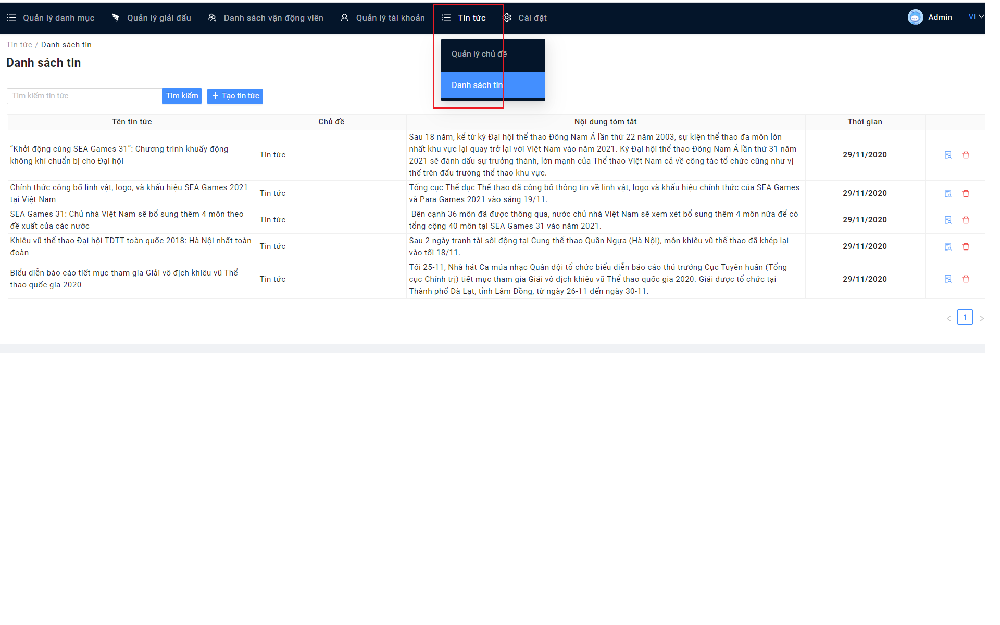 Quản lý danh mục Quản lý giải đấu Danh sách vận động viên Quản lý tài khoản Tin tức Cài đặt Admin VI
Tin tức / Danh sách tin
Quản lý chủ đề
Danh sách tin
Danh sách tin
Tìm kiếm tin tức Tìm kiếm + Tạo tin tức
Tên tin tức Chủ đề Nội dung tóm tắt Thời gian
“Khởi động cùng SEA Games 31”: Chương trình khuấy động
không khí chuẩn bị cho Đại hội
Tin tức
Sau 18 năm, kể từ kỳ Đại hội thể thao Đông Nam Á lần thứ 22 năm 2003, sự kiện thể thao đa môn lớn
nhất khu vực lại quay trở lại với Việt Nam vào năm 2021. Kỳ Đại hội thể thao Đông Nam Á lần thứ 31 năm
2021 sẽ đánh dấu sự trưởng thành, lớn mạnh của Thể thao Việt Nam cả về công tác tổ chức cũng như vị
thế trên đấu trường thể thao khu vực.
29/11/2020
Chính thức công bố linh vật, logo, và khẩu hiệu SEA Games 2021
tại Việt Nam
Tin tức
Tổng cục Thể dục Thể thao đã công bố thông tin về linh vật, logo và khẩu hiệu chính thức của SEA Games
và Para Games 2021 vào sáng 19/11.
29/11/2020
SEA Games 31: Chủ nhà Việt Nam sẽ bổ sung thêm 4 môn theo
đề xuất của các nước
Tin tức
Bên cạnh 36 môn đã được thông qua, nước chủ nhà Việt Nam sẽ xem xét bổ sung thêm 4 môn nữa để có
tổng cộng 40 môn tại SEA Games 31 vào năm 2021.
29/11/2020
Khiêu vũ thể thao Đại hội TDTT toàn quốc 2018: Hà Nội nhất toàn
đoàn
Tin tức
Sau 2 ngày tranh tài sôi động tại Cung thể thao Quần Ngựa (Hà Nội), môn khiêu vũ thể thao đã khép lại
vào tối 18/11.
29/11/2020
Biểu diễn báo cáo tiết mục tham gia Giải vô địch khiêu vũ Thể
thao quốc gia 2020
Tin tức
Tối 25-11, Nhà hát Ca múa nhạc Quân đội tổ chức biểu diễn báo cáo thủ trưởng Cục Tuyên huấn (Tổng
cục Chính trị) tiết mục tham gia Giải vô địch khiêu vũ Thể thao quốc gia 2020. Giải được tổ chức tại
Thành phố Đà Lạt, tỉnh Lâm Đồng, từ ngày 26-11 đến ngày 30-11.
29/11/2020
1